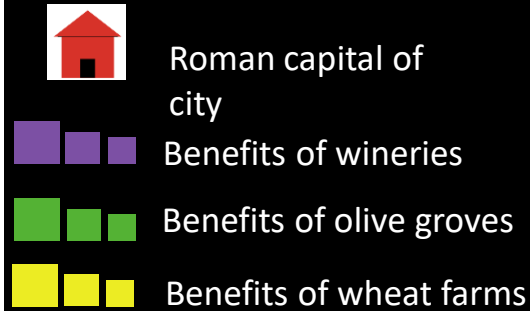 Roman capital of
city
Benefits of wineries
Benefits of olive groves
Benefits of wheat farms